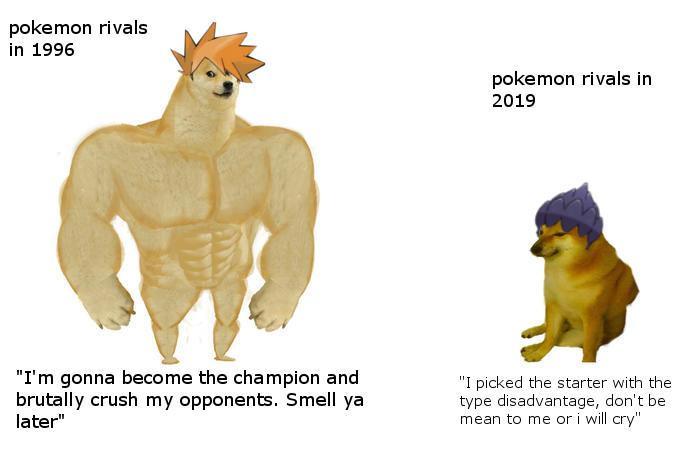 pokemon rivals
in 1996
pokemon rivals in
2019
"I'm gonna become the champion and
brutally crush my opponents. Smell ya
later"
"I picked the starter with the
type disadvantage, don't be
mean to me or i will cry"